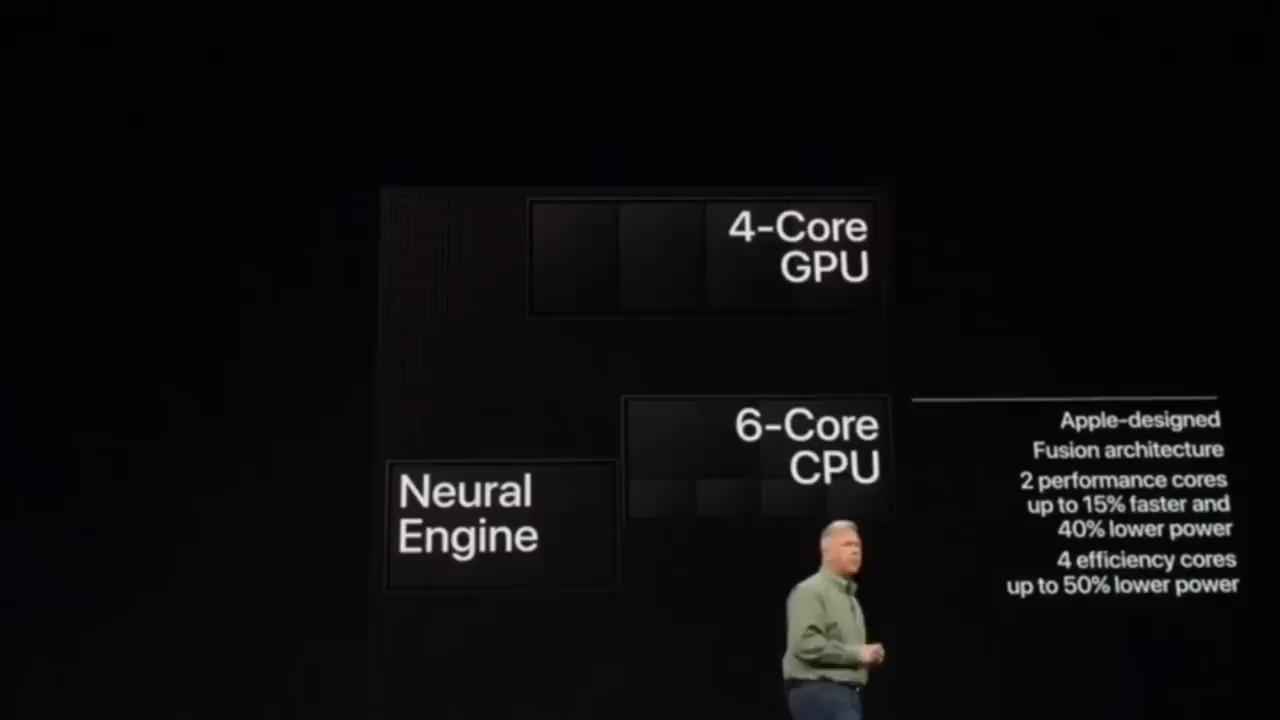 4-Core
GPU
6-Core
CPU
Neural
Engine
Apple-designed
Fusion architecture
2 performance cores
up to 15% faster and
40% lower power
4 efficiency cores
up to 50% lower power